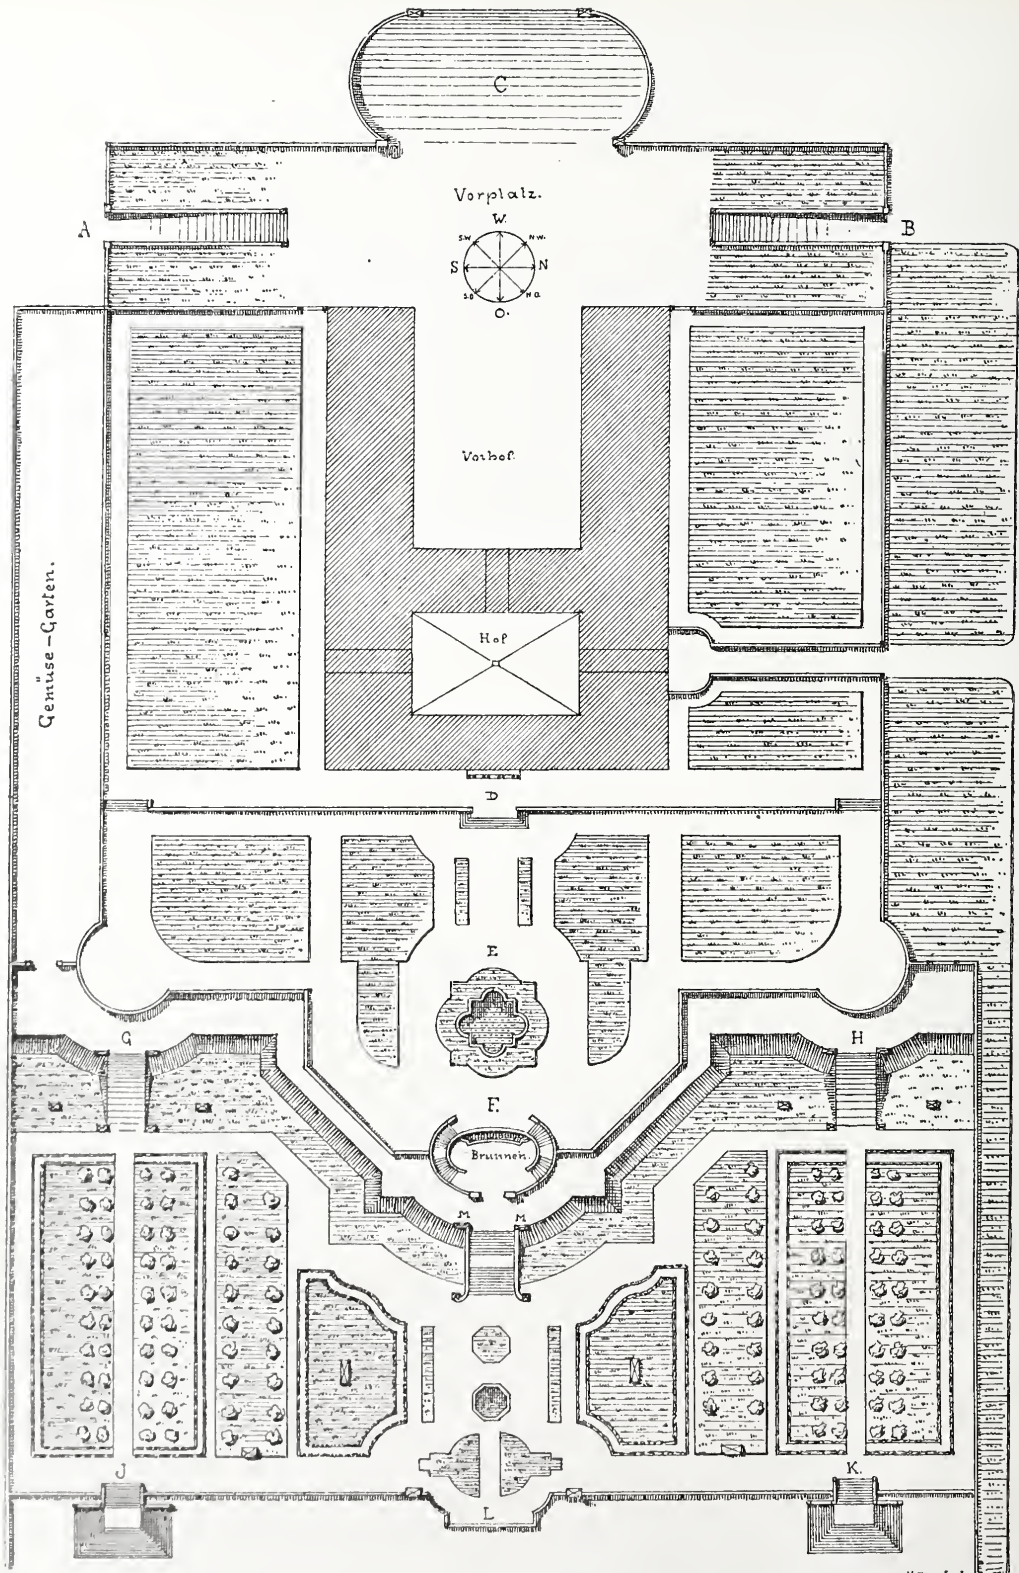 C
Vorplatz.
A
B
W.
S.W
N.W.
S
N
S.O
N.O.
O.
Vorhof.
Gemüse-Garten.
Hof
D
E
G
H
F.
Brunnen.
M
M
J
K.
L